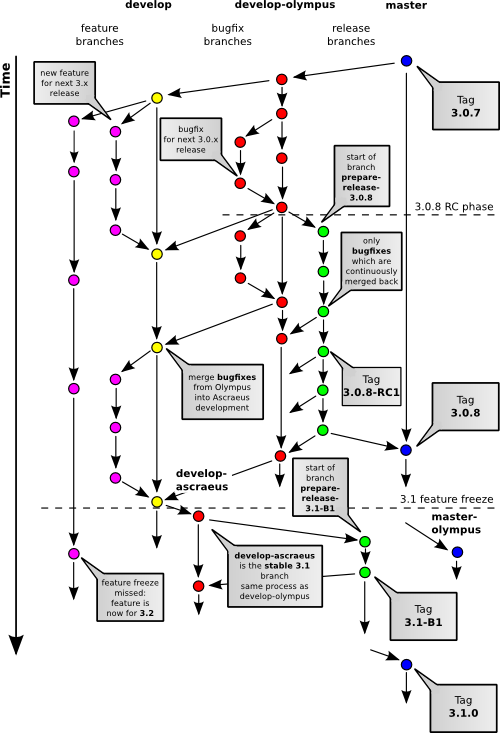 develop
develop-olympus
master
feature
branches
bugfix
branches
release
branches
Time
new feature
for next 3.x
release
Tag
3.0.7
bugfix
for next 3.0.x
release
start of
branch
prepare-
release-
3.0.8
3.0.8 RC phase
only
bugfixes
which are
continuously
merged back
merge bugfixes
from Olympus
into Ascraeus
development
Tag
3.0.8-RC1
Tag
3.0.8
develop-
ascraeus
start of
branch
prepare-
release-
3.1-B1
3.1 feature freeze
master-
olympus
develop-ascraeus
is the stable 3.1
branch
same process as
develop-olympus
feature freeze
missed:
feature is
now for 3.2
Tag
3.1-B1
Tag
3.1.0